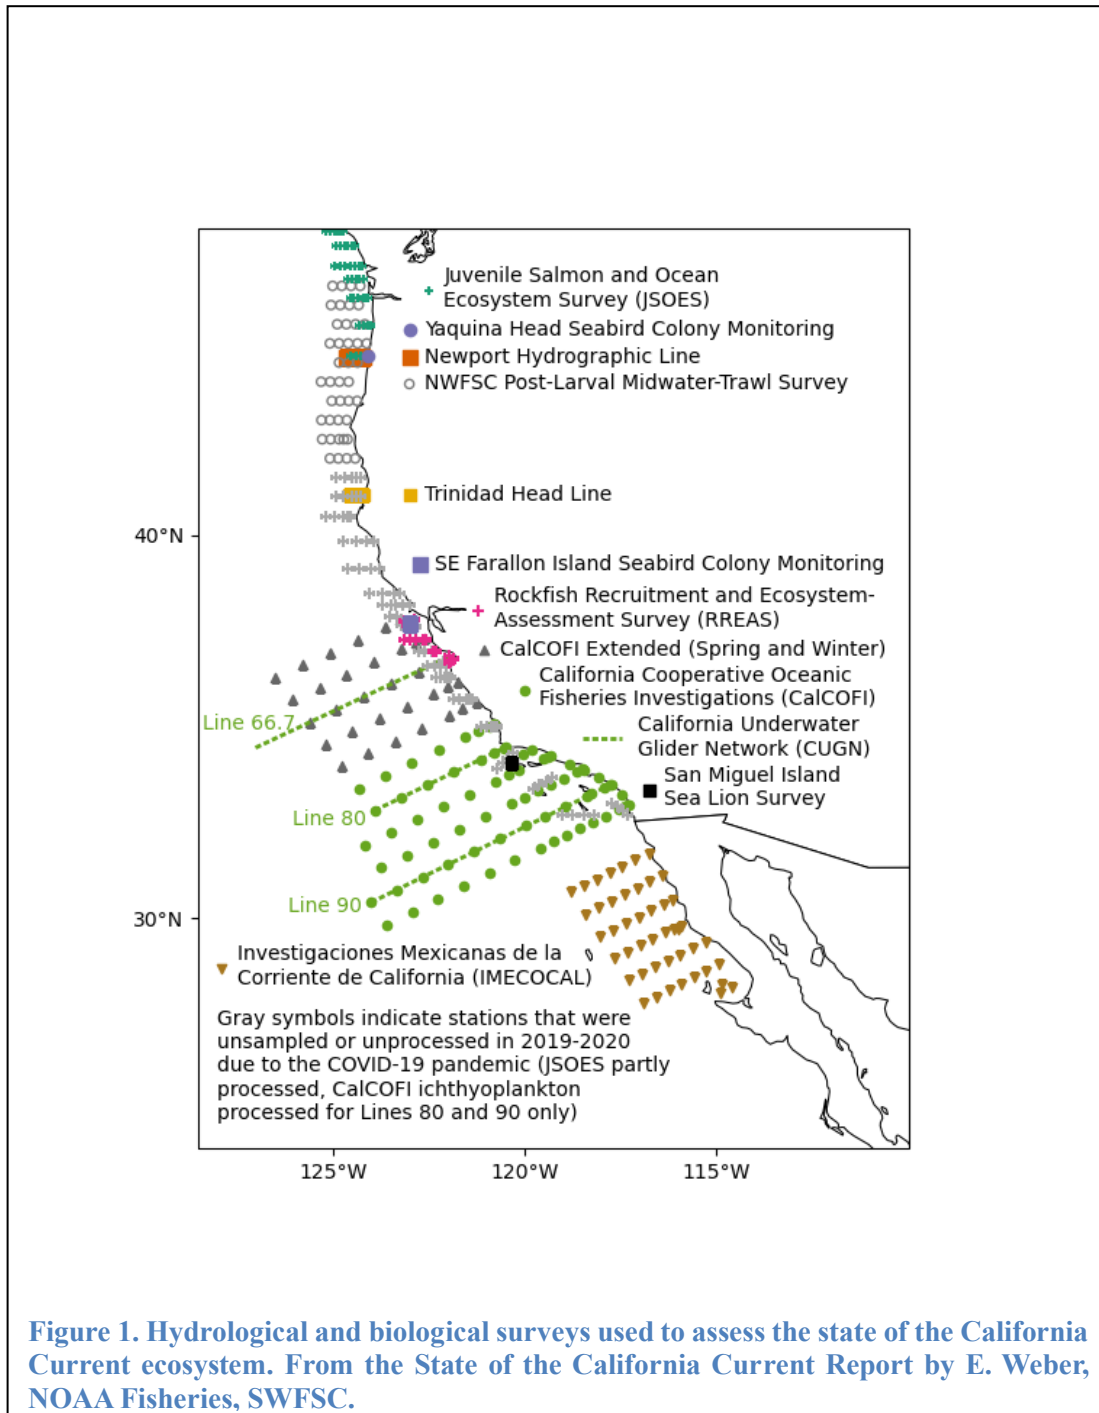 Juvenile Salmon and Ocean
Ecosystem Survey (JSOES)
Yaquina Head Seabird Colony Monitoring
Newport Hydrographic Line
NWFSC Post-Larval Midwater-Trawl Survey
Trinidad Head Line
40°N
SE Farallon Island Seabird Colony Monitoring
Rockfish Recruitment and Ecosystem-
Assessment Survey (RREAS)
CalCOFI Extended (Spring and Winter)
California Cooperative Oceanic
Fisheries Investigations (CalCOFI)
Line 66.7
California Underwater
Glider Network (CUGN)
San Miguel Island
Sea Lion Survey
Line 80
Line 90
30°N
Investigaciones Mexicanas de la
Corriente de California (IMECOCAL)
Gray symbols indicate stations that were
unsampled or unprocessed in 2019-2020
due to the COVID-19 pandemic (JSOES partly
processed, CalCOFI ichthyoplankton
processed for Lines 80 and 90 only)
125°W
120°W
115°W
Figure 1. Hydrological and biological surveys used to assess the state of the California
Current ecosystem. From the State of the California Current Report by E. Weber,
NOAA Fisheries, SWFSC.